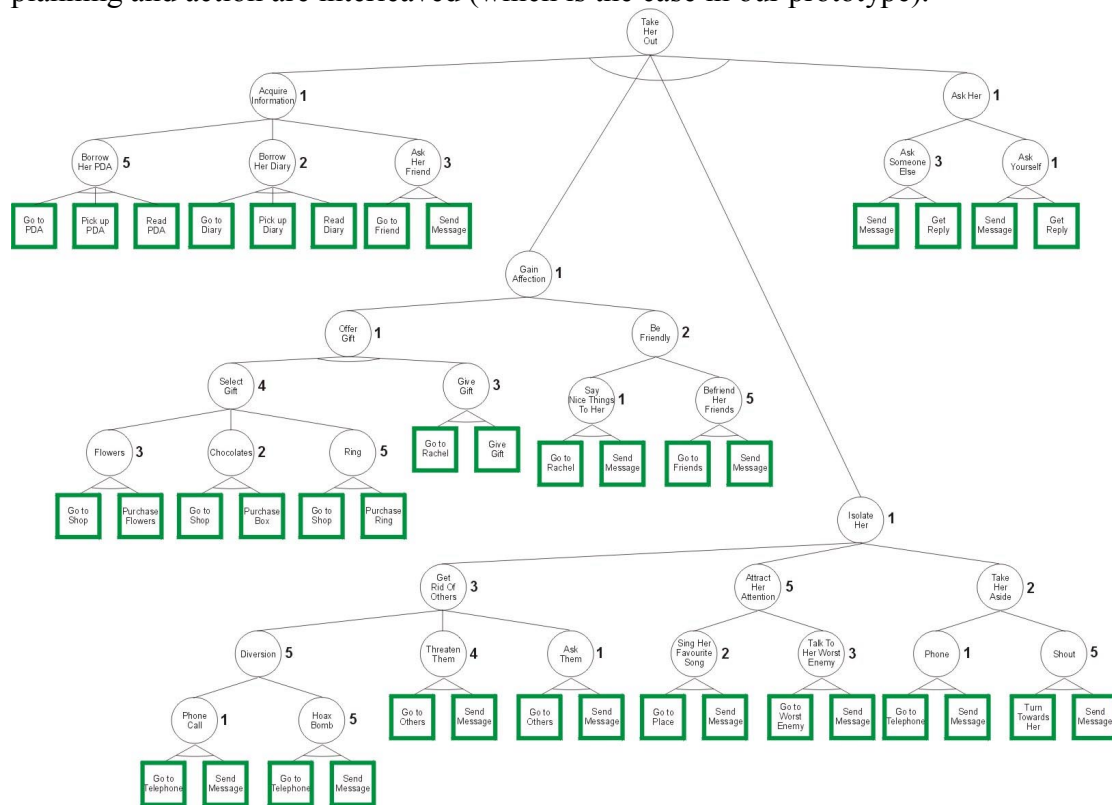 planning and action are interleaved (which is the case in our prototype).
Take
Her
Out
Acquire
Information
1
Ask Her
1
Borrow
Her PDA
5
Borrow
Her Diary
2
Ask
Her
Friend
3
Ask
Someone
Else
3
Ask
Yourself
1
Go to
PDA
Pick up
PDA
Read
PDA
Go to
Diary
Pick up
Diary
Read
Diary
Go to
Friend
Send
Message
Send
Message
Get
Reply
Send
Message
Get
Reply
Gain
Affection
1
Offer
Gift
1
Be
Friendly
2
Select
Gift
4
Give
Gift
3
Say
Nice Things
To Her
1
Befriend
Her
Friends
5
Go to
Rachel
Give
Gift
Go to
Rachel
Send
Message
Go to
Friends
Send
Message
Flowers
3
Chocolates
2
Ring
5
Go to
Shop
Purchase
Flowers
Go to
Shop
Purchase
Box
Go to
Shop
Purchase
Ring
Isolate
Her
1
Get
Rid Of
Others
3
Attract
Her
Attention
5
Take
Her
Aside
2
Diversion
5
Threaten
Them
4
Ask
Them
1
Sing Her
Favourite
Song
2
Talk To
Her Worst
Enemy
3
Phone
1
Shout
5
Go to
Others
Send
Message
Go to
Others
Send
Message
Go to
Place
Send
Message
Go to
Worst
Enemy
Send
Message
Go to
Telephone
Send
Message
Turn
Towards
Her
Send
Message
Phone
Call
1
Hoax
Bomb
5
Go to
Telephone
Send
Message
Go to
Telephone
Send
Message